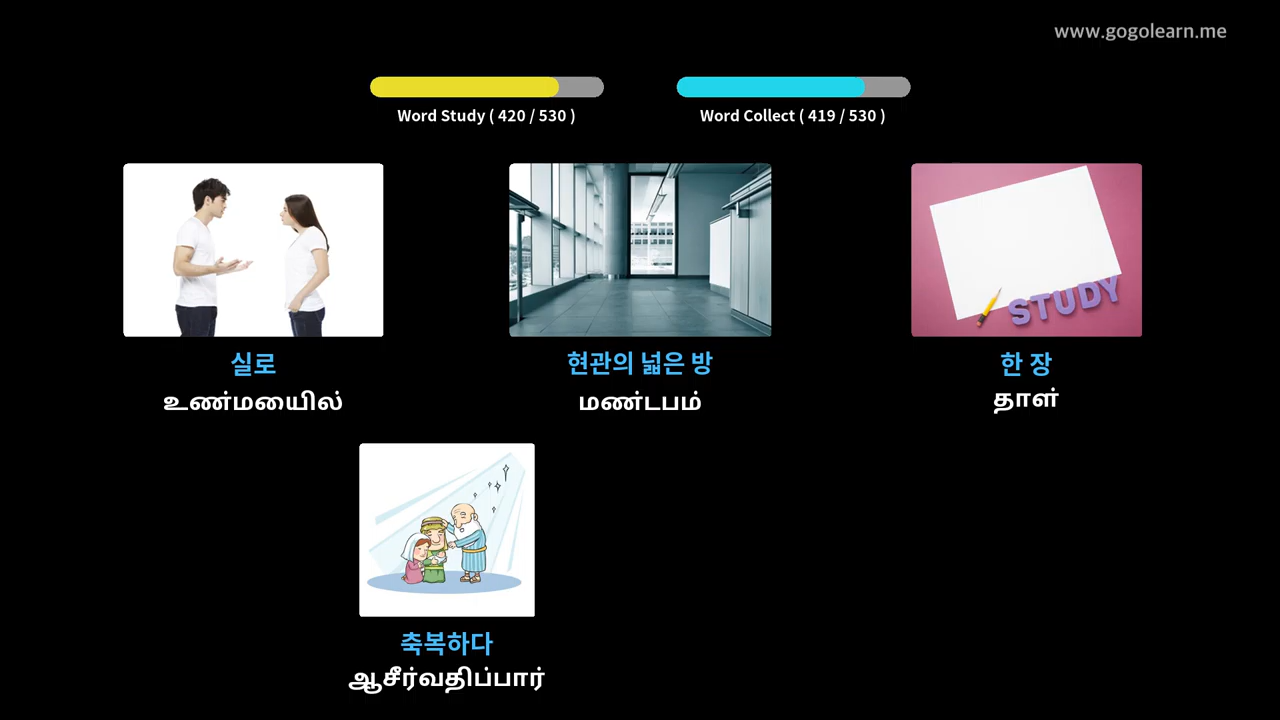 www.gogolearn.me
Word Study ( 420 / 530 )
Word Collect ( 419 / 530 )
STUDY
실로
현관의 넓은 방
한 장
உண்மையில்
மண்டபம்
தாள்
축복하다
ஆசீர்வதிப்பார்